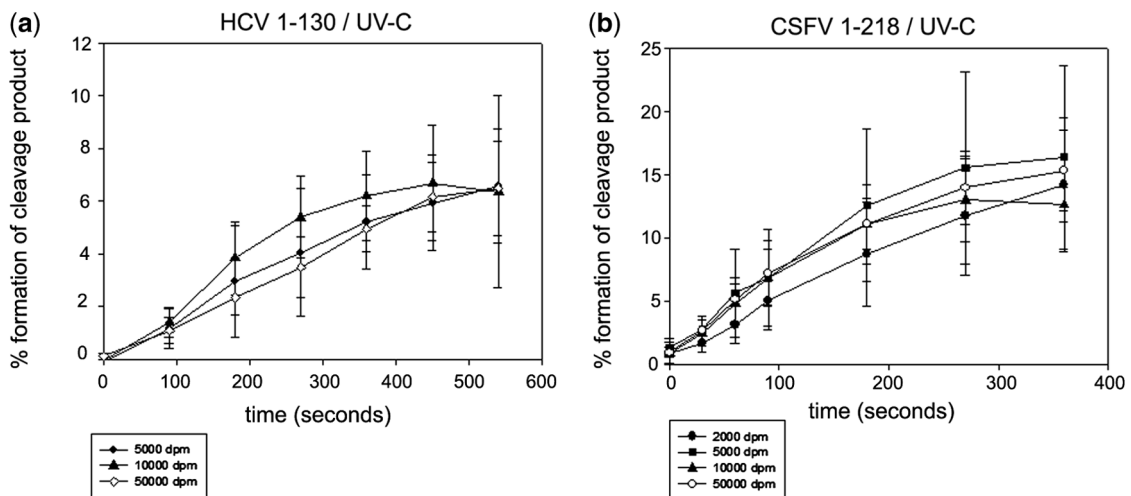 (a)
HCV 1-130 / UV-C
% formation of cleavage product
12
10
8
6
4
2
0
0 100 200 300 400 500 600
time (seconds)
5000 dpm
10000 dpm
50000 dpm
(b)
CSFV 1-218 / UV-C
% formation of cleavage product
25
20
15
10
5
0
0 100 200 300 400
time (seconds)
2000 dpm
5000 dpm
10000 dpm
50000 dpm